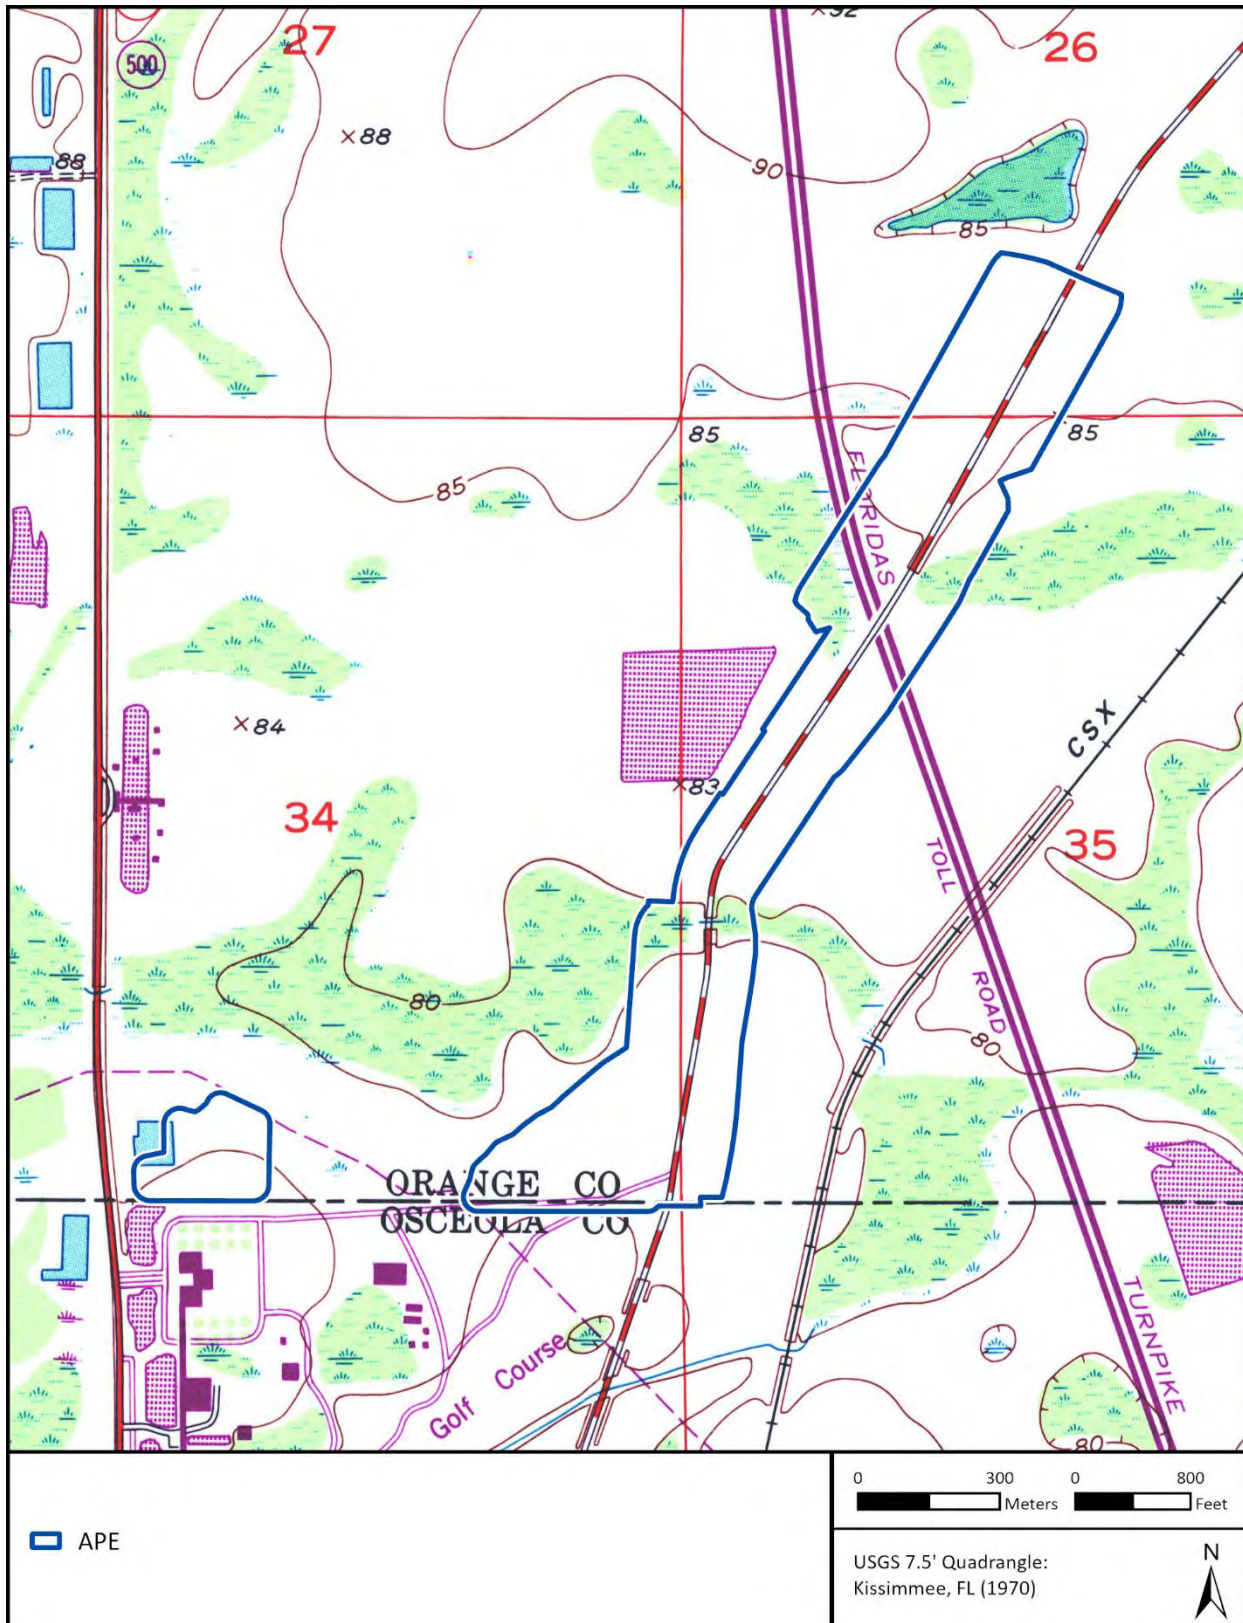 92
27
26
500
88
88
90
85
85
85
85
FLORIDAS
84
CSX
83
34
35
TOLL
80
ROAD
80
ORANGE CO
OSCEOLA CO
TURNPIKE
Golf Course
80
APE
0 300 Meters
0 800 Feet
USGS 7.5' Quadrangle:
Kissimmee, FL (1970)
N